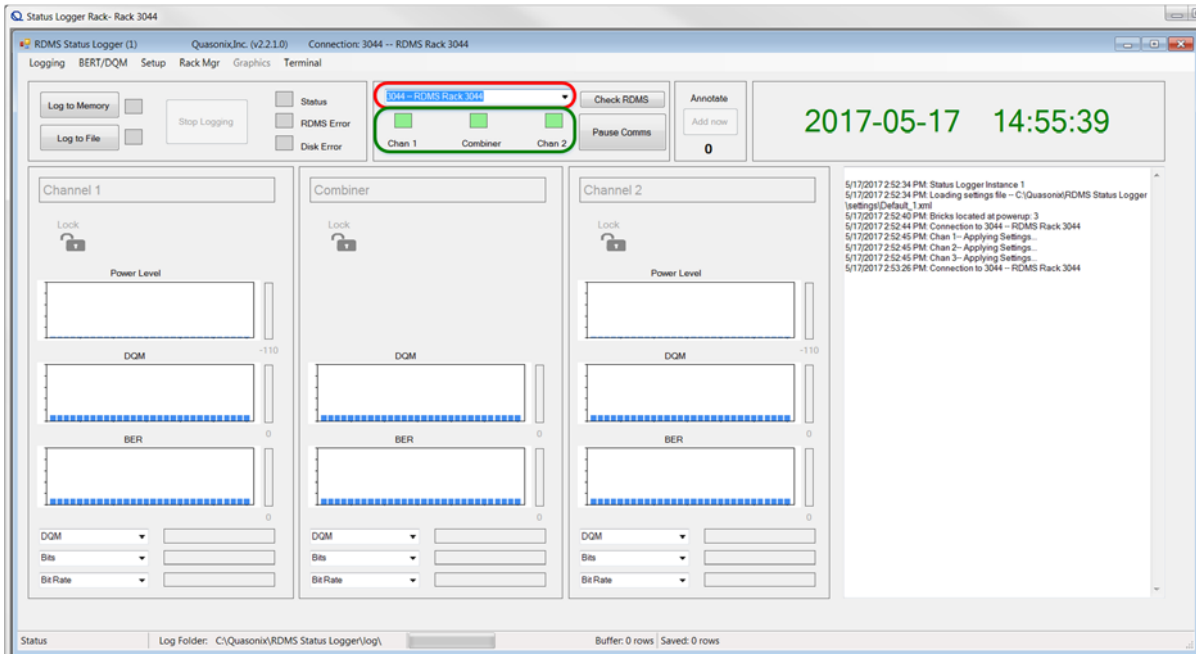 Status Logger Rack- Rack 3044
RDMS Status Logger (1) Quasonix,Inc. (v2.2.1.0) Connection: 3044 -- RDMS Rack 3044
Logging BERT/DQM Setup Rack Mgr Graphics Terminal
Log to Memory
Log to File
Stop Logging
Status
RDMS Error
Disk Error
3044 -- RDMS Rack 3044
Chan 1 Combiner Chan 2
Check RDMS
Pause Comms
Annotate
Add now
0
2017-05-17 14:55:39
Channel 1
Lock
Power Level
-110
DQM
0
BER
0
DQM
Bits
Bit Rate
Combiner
Lock
DQM
0
BER
0
DQM
Bits
Bit Rate
Channel 2
Lock
Power Level
-110
DQM
0
BER
0
DQM
Bits
Bit Rate
5/17/2017 2:52:34 PM: Status Logger Instance 1
5/17/2017 2:52:34 PM: Loading settings file -- C:\Quasonix\RDMS Status Logger
\settings\Default_1.xml
5/17/2017 2:52:40 PM: Bricks located at powerup: 3
5/17/2017 2:52:44 PM: Connection to 3044 -- RDMS Rack 3044
5/17/2017 2:52:45 PM: Chan 1-- Applying Settings...
5/17/2017 2:52:45 PM: Chan 2-- Applying Settings...
5/17/2017 2:52:45 PM: Chan 3-- Applying Settings...
5/17/2017 2:53:26 PM: Connection to 3044 -- RDMS Rack 3044
Status Log Folder: C:\Quasonix\RDMS Status Logger\log\ Buffer: 0 rows Saved: 0 rows